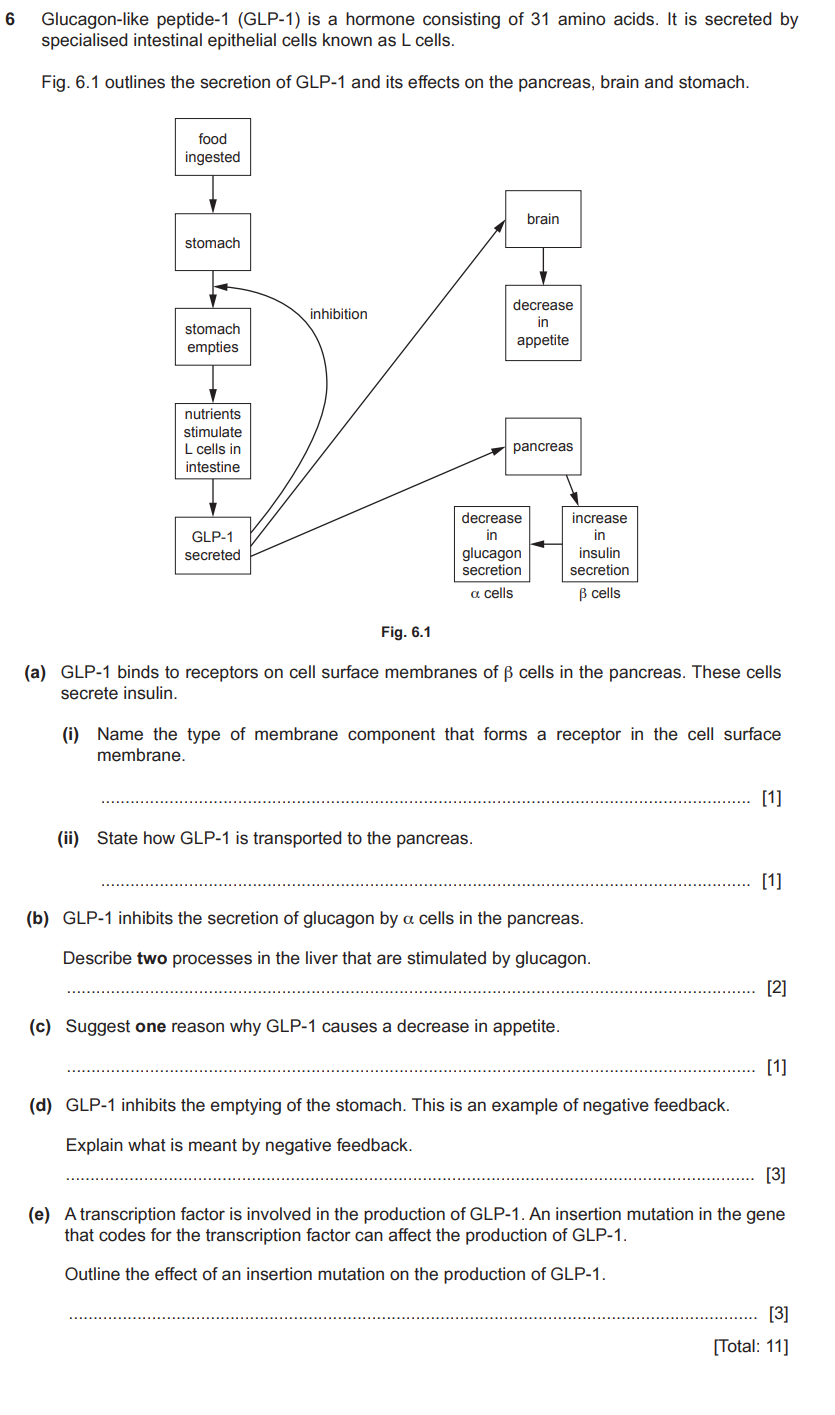 6 Glucagon-like peptide-1 (GLP-1) is a hormone consisting of 31 amino acids. It is secreted by
specialised intestinal epithelial cells known as L cells.
Fig. 6.1 outlines the secretion of GLP-1 and its effects on the pancreas, brain and stomach.
food
ingested
stomach
inhibition
stomach
empties
nutrients
stimulate
L cells in
intestine
GLP-1
secreted
brain
decrease
in
appetite
pancreas
decrease
in
glucagon
secretion
α cells
increase
in
insulin
secretion
β cells
Fig. 6.1
(a) GLP-1 binds to receptors on cell surface membranes of β cells in the pancreas. These cells
secrete insulin.
(i) Name the type of membrane component that forms a receptor in the cell surface
membrane.
[1]
(ii) State how GLP-1 is transported to the pancreas.
[1]
(b) GLP-1 inhibits the secretion of glucagon by α cells in the pancreas.
Describe two processes in the liver that are stimulated by glucagon.
[2]
(c) Suggest one reason why GLP-1 causes a decrease in appetite.
[1]
(d) GLP-1 inhibits the emptying of the stomach. This is an example of negative feedback.
Explain what is meant by negative feedback.
[3]
(e) A transcription factor is involved in the production of GLP-1. An insertion mutation in the gene
that codes for the transcription factor can affect the production of GLP-1.
Outline the effect of an insertion mutation on the production of GLP-1.
[3]
[Total: 11]